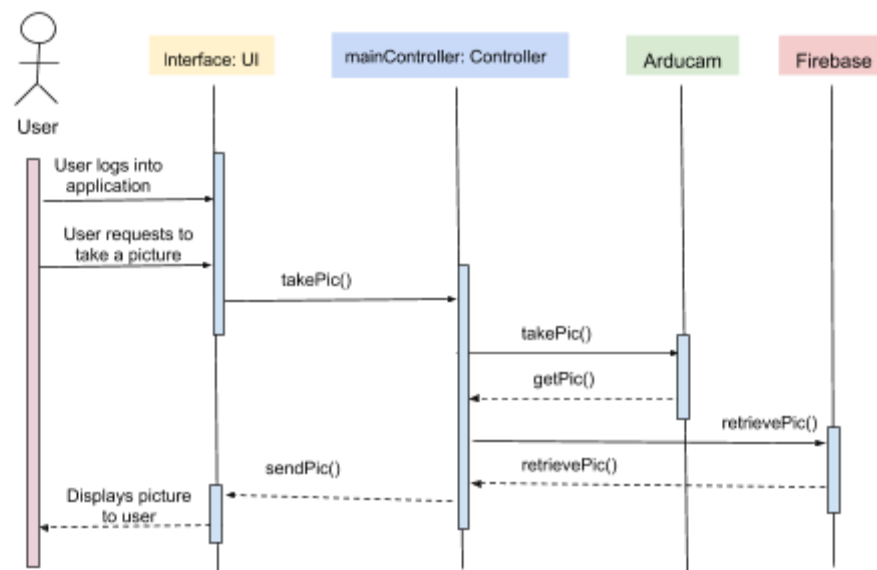 Interface: UI
mainController: Controller
Arducam
Firebase
User
User logs into
application
User requests to
take a picture
takePic()
takePic()
getPic()
retrievePic()
retrievePic()
sendPic()
Displays picture
to user